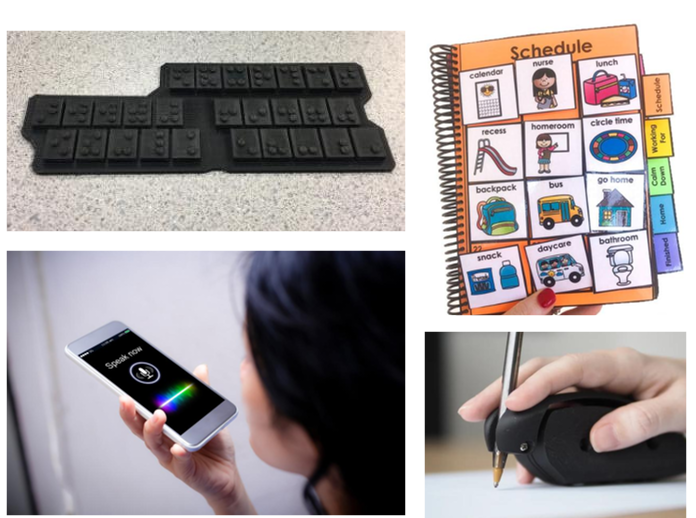 Schedule
calendar
nurse
lunch
recess
homeroom
circle time
backpack
bus
go home
snack
daycare
bathroom
Schedule
Working
For
Calm
Down
Home
Finished
Speak now